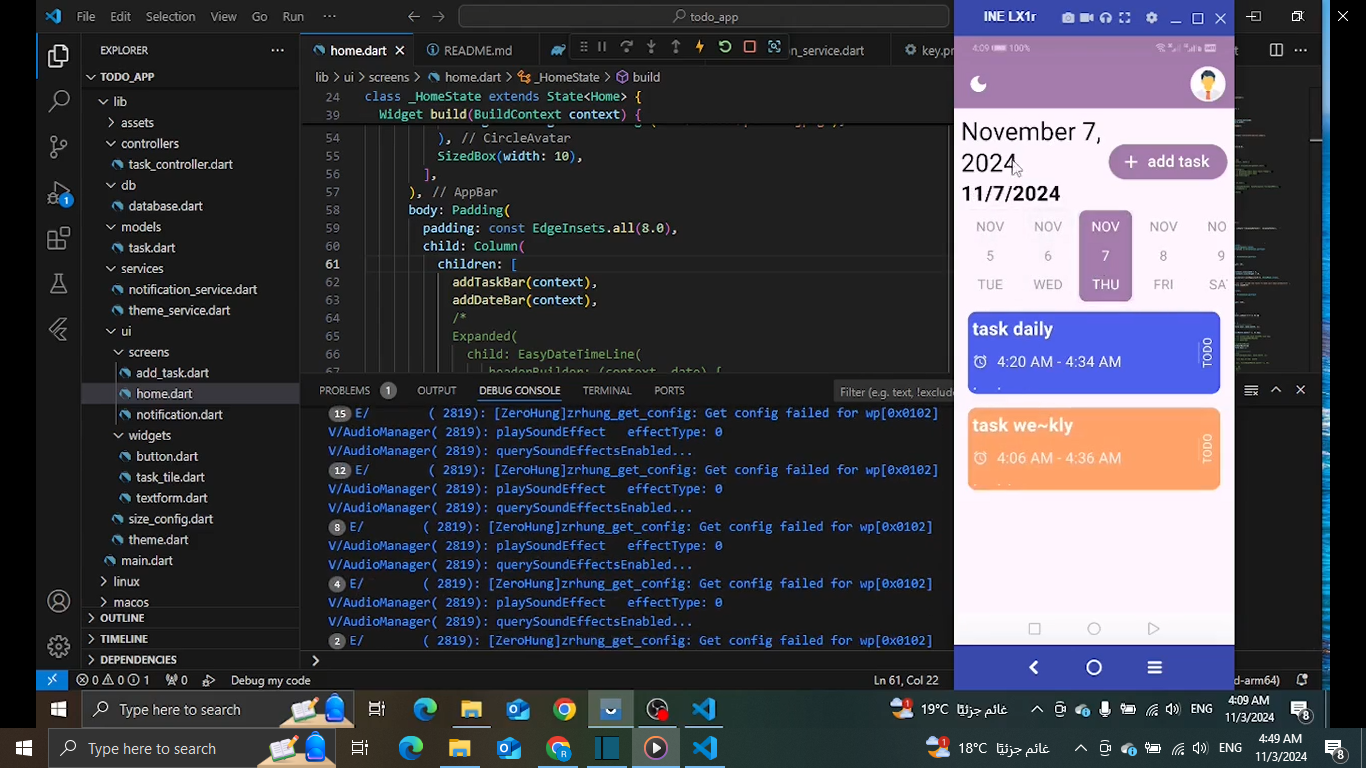 File Edit Selection View Go Run ··· todo_app
INE LX1r
EXPLORER ···
home.dart README.md n_service.dart key.pr
TODO_APP
lib
assets
controllers
task_controller.dart
db
database.dart
models
task.dart
services
notification_service.dart
theme_service.dart
ui
screens
add_task.dart
home.dart
notification.dart
widgets
button.dart
task_tile.dart
textform.dart
size_config.dart
theme.dart
main.dart
linux
macos
OUTLINE
TIMELINE
DEPENDENCIES
lib > ui > screens > home.dart > _HomeState > build
24 class _HomeState extends State<Home> {
39 Widget build(BuildContext context) {
54 ), // CircleAvatar
55 SizedBox(width: 10),
56 ],
57 ), // AppBar
58 body: Padding(
59 padding: const EdgeInsets.all(8.0),
60 child: Column(
61 children: [
62 addTaskBar(context),
63 addDateBar(context),
64 /*
65 Expanded(
66 child: EasyDateTimeLine(
67 headerBuilder: (context, date) {
PROBLEMS 1 OUTPUT DEBUG CONSOLE TERMINAL PORTS Filter (e.g. text, !exclude
15 E/ ( 2819): [ZeroHung]zrhung_get_config: Get config failed for wp[0x0102]
V/AudioManager( 2819): playSoundEffect effectType: 0
V/AudioManager( 2819): querySoundEffectsEnabled...
12 E/ ( 2819): [ZeroHung]zrhung_get_config: Get config failed for wp[0x0102]
V/AudioManager( 2819): playSoundEffect effectType: 0
V/AudioManager( 2819): querySoundEffectsEnabled...
8 E/ ( 2819): [ZeroHung]zrhung_get_config: Get config failed for wp[0x0102]
V/AudioManager( 2819): playSoundEffect effectType: 0
V/AudioManager( 2819): querySoundEffectsEnabled...
4 E/ ( 2819): [ZeroHung]zrhung_get_config: Get config failed for wp[0x0102]
V/AudioManager( 2819): playSoundEffect effectType: 0
V/AudioManager( 2819): querySoundEffectsEnabled...
2 E/ ( 2819): [ZeroHung]zrhung_get_config: Get config failed for wp[0x0102]
4:09 100%
November 7,
2024
+ add task
11/7/2024
NOV NOV NOV NOV NO
5 6 7 8 9
TUE WED THU FRI SA
task daily
4:20 AM - 4:34 AM
TODO
task we~kly
4:06 AM - 4:36 AM
TODO
0 0 1 0 Debug my code Ln 61, Col 22 d-arm64)
Type here to search 19°C غائم جزئيًا ENG 4:09 AM
11/3/2024 8
Type here to search 18°C غائم جزئيًا ENG 4:49 AM
11/3/2024 8